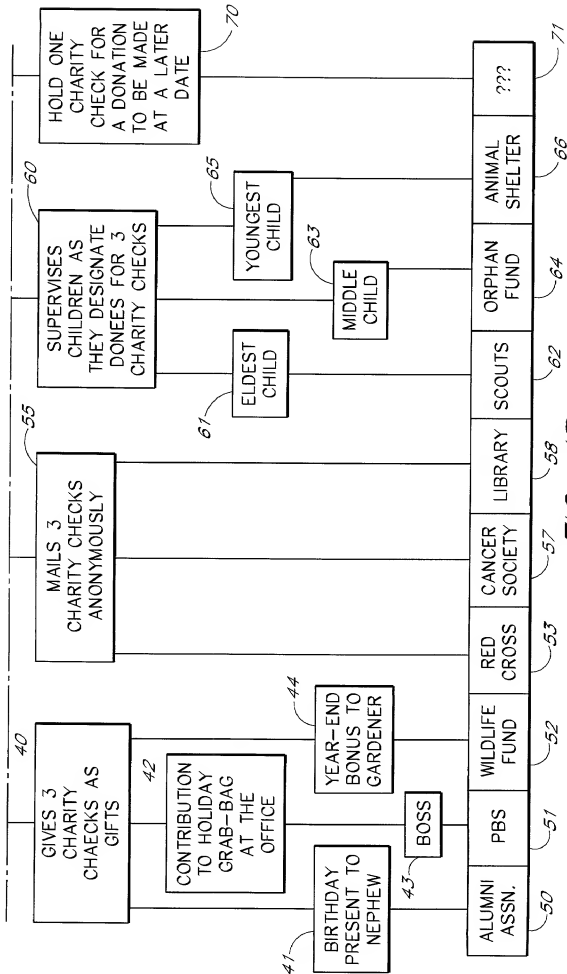 40
GIVES 3
CHARITY
CHAECKS AS
GIFTS
42
CONTRIBUTION
TO HOLIDAY
GRAB-BAG
AT THE
OFFICE
41
BIRTHDAY
PRESENT TO
NEPHEW
43
BOSS
44
YEAR-END
BONUS TO
GARDENER
55
MAILS 3
CHARITY CHECKS
ANONYMOUSLY
60
SUPERVISES
CHILDREN AS
THEY DESIGNATE
DONEES FOR 3
CHARITY CHECKS
61
ELDEST
CHILD
63
MIDDLE
CHILD
65
YOUNGEST
CHILD
70
HOLD ONE
CHARITY
CHECK FOR
A DONATION
TO BE MADE
AT A LATER
DATE
ALUMNI
ASSN.
50
PBS
51
WILDLIFE
FUND
52
RED
CROSS
53
CANCER
SOCIETY
57
LIBRARY
58
SCOUTS
62
ORPHAN
FUND
64
ANIMAL
SHELTER
66
???
71